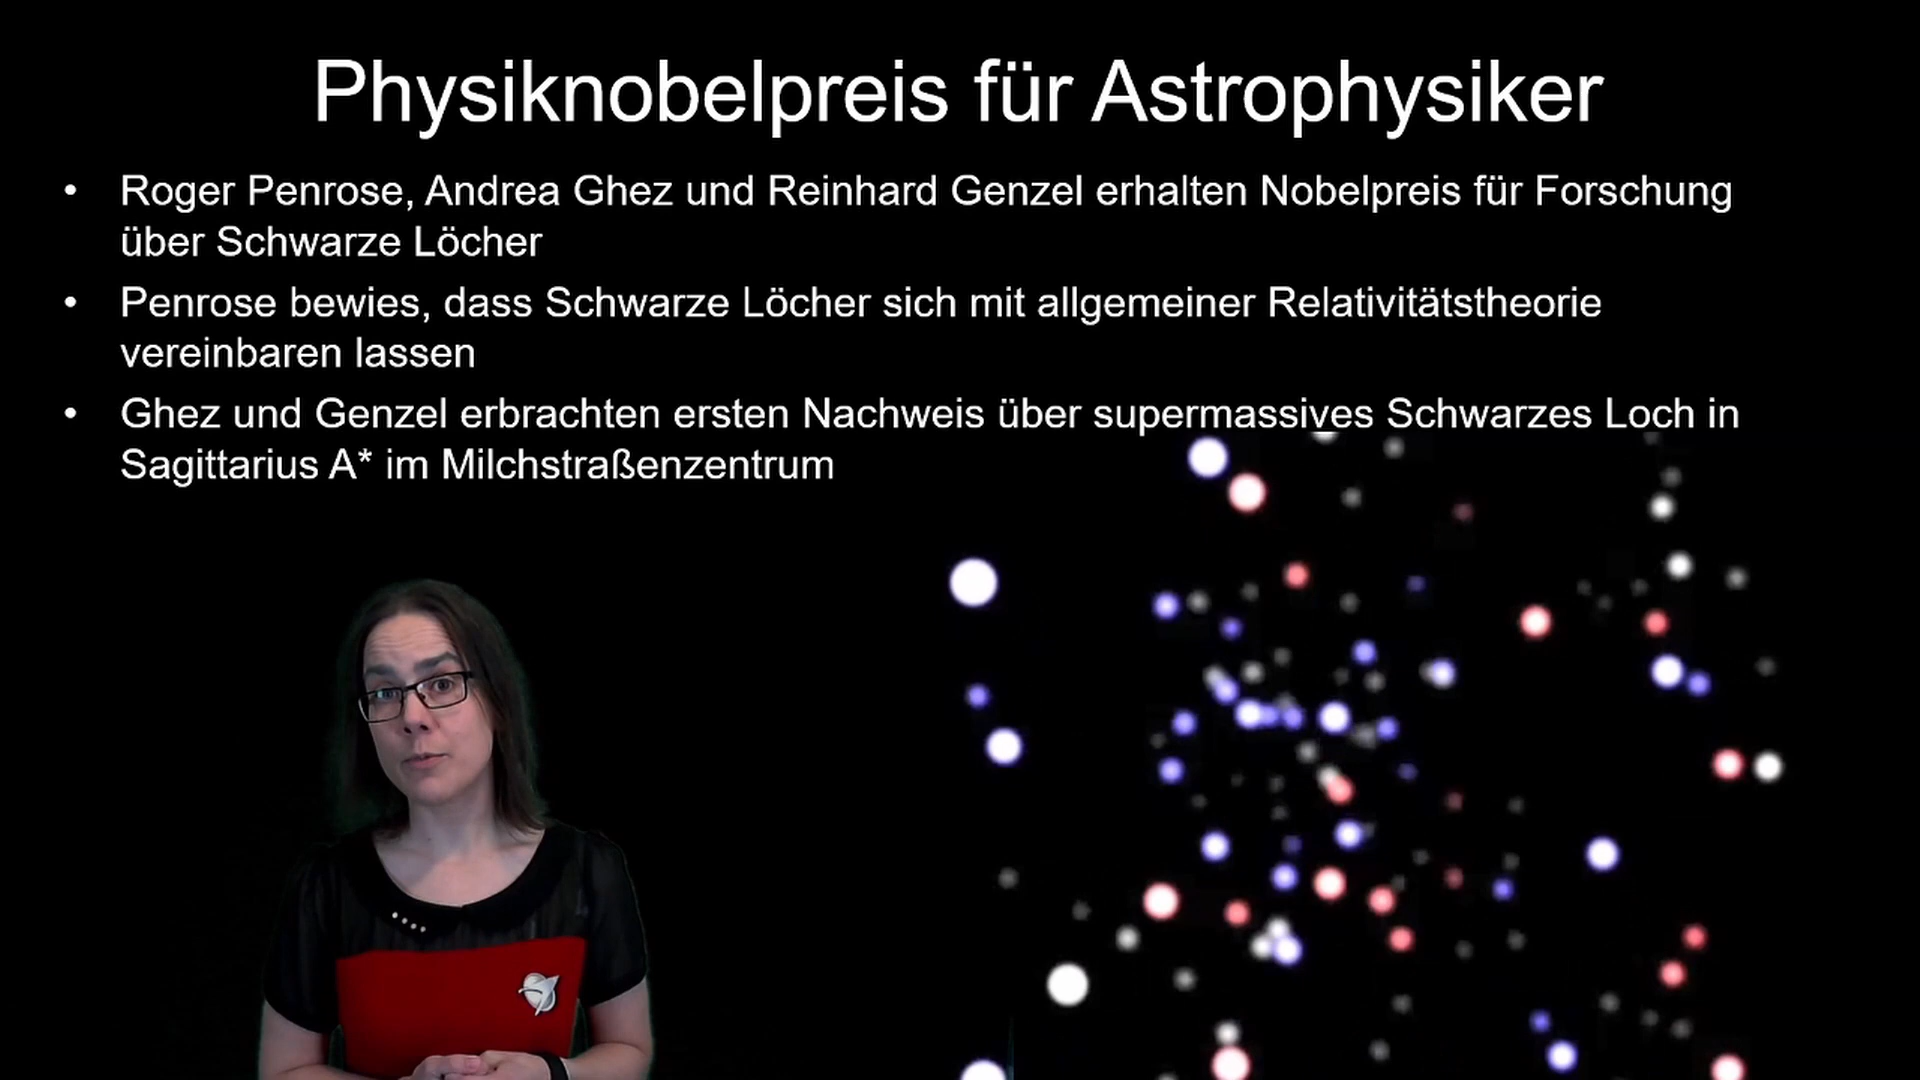 Physiknobelpreis für Astrophysiker
• Roger Penrose, Andrea Ghez und Reinhard Genzel erhalten Nobelpreis für Forschung
über Schwarze Löcher
• Penrose bewies, dass Schwarze Löcher sich mit allgemeiner Relativitätstheorie
vereinbaren lassen
• Ghez und Genzel erbrachten ersten Nachweis über supermassives Schwarzes Loch in
Sagittarius A* im Milchstraßenzentrum